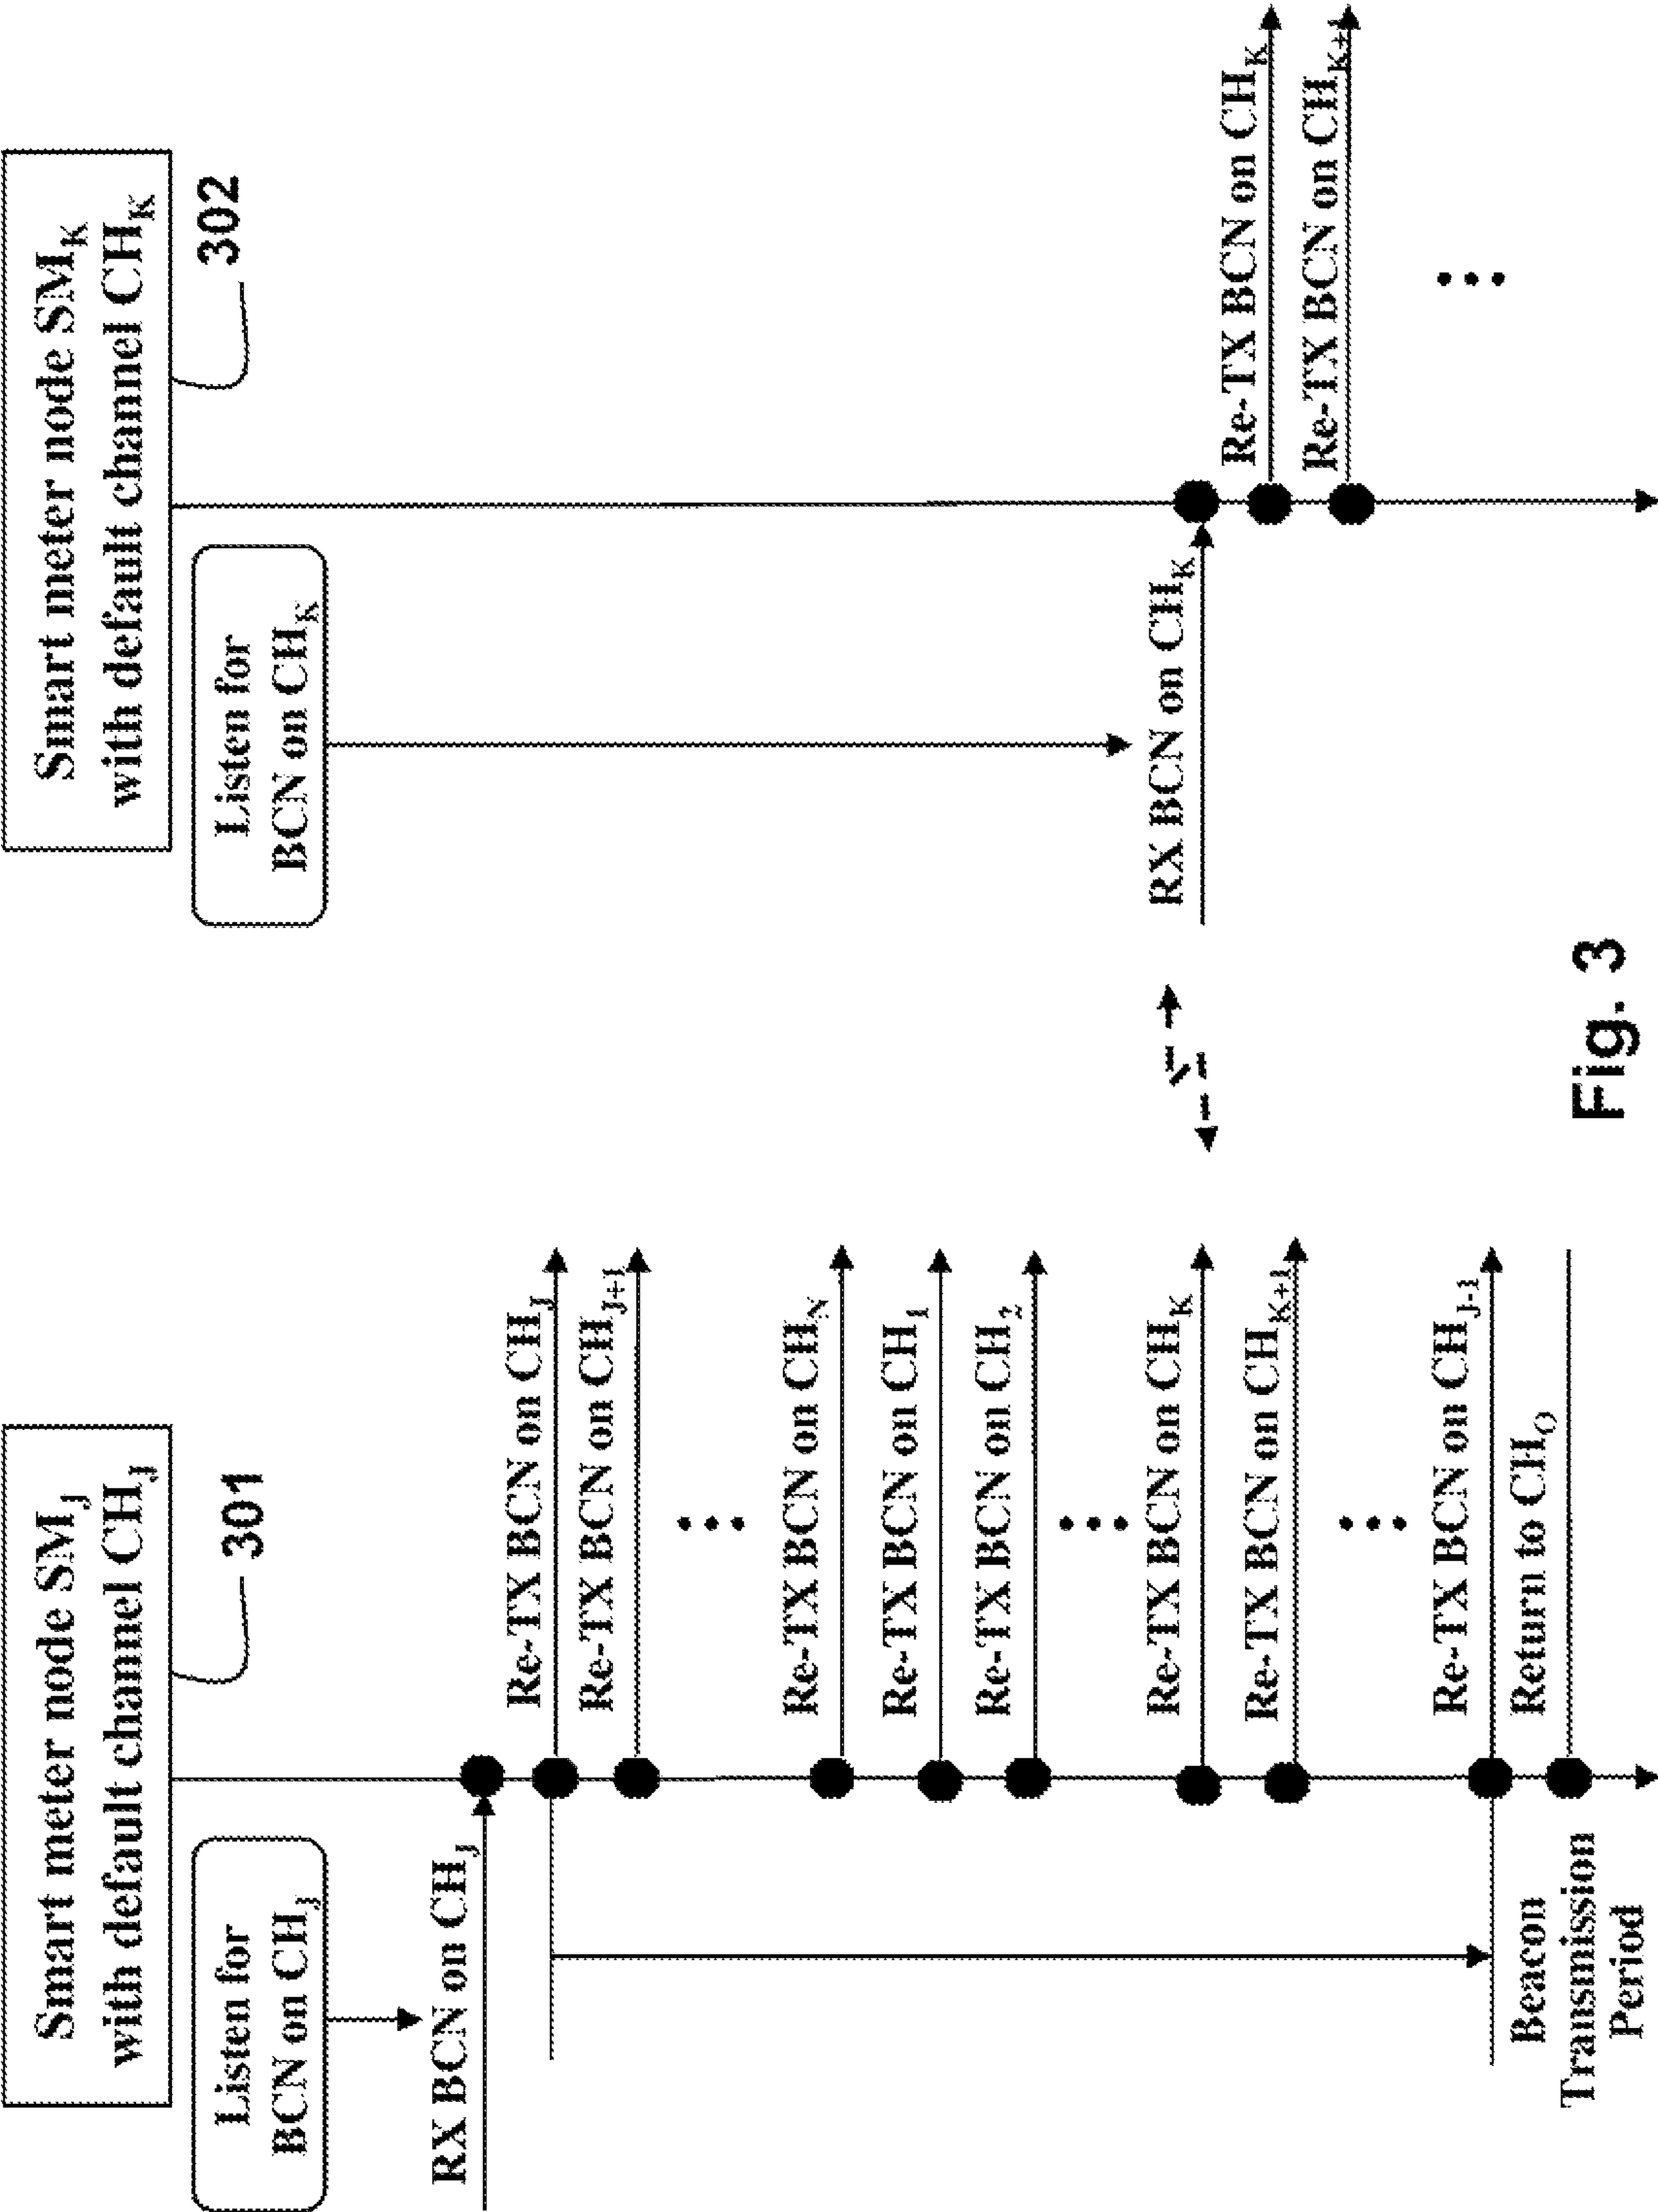 Smart meter node SM_J
with default channel CH_J
301
Listen for
BCN on CH_J
RX BCN on CH_J
Re-TX BCN on CH_J
Re-TX BCN on CH_J+1
Re-TX BCN on CH_N
Re-TX BCN on CH_1
Re-TX BCN on CH_2
Re-TX BCN on CH_K
Re-TX BCN on CH_K+1
Re-TX BCN on CH_J-1
Return to CH_O
Beacon
Transmission
Period
Smart meter node SM_K
with default channel CH_K
302
Listen for
BCN on CH_K
RX BCN on CH_K
Re-TX BCN on CH_K
Re-TX BCN on CH_K+1
Fig. 3